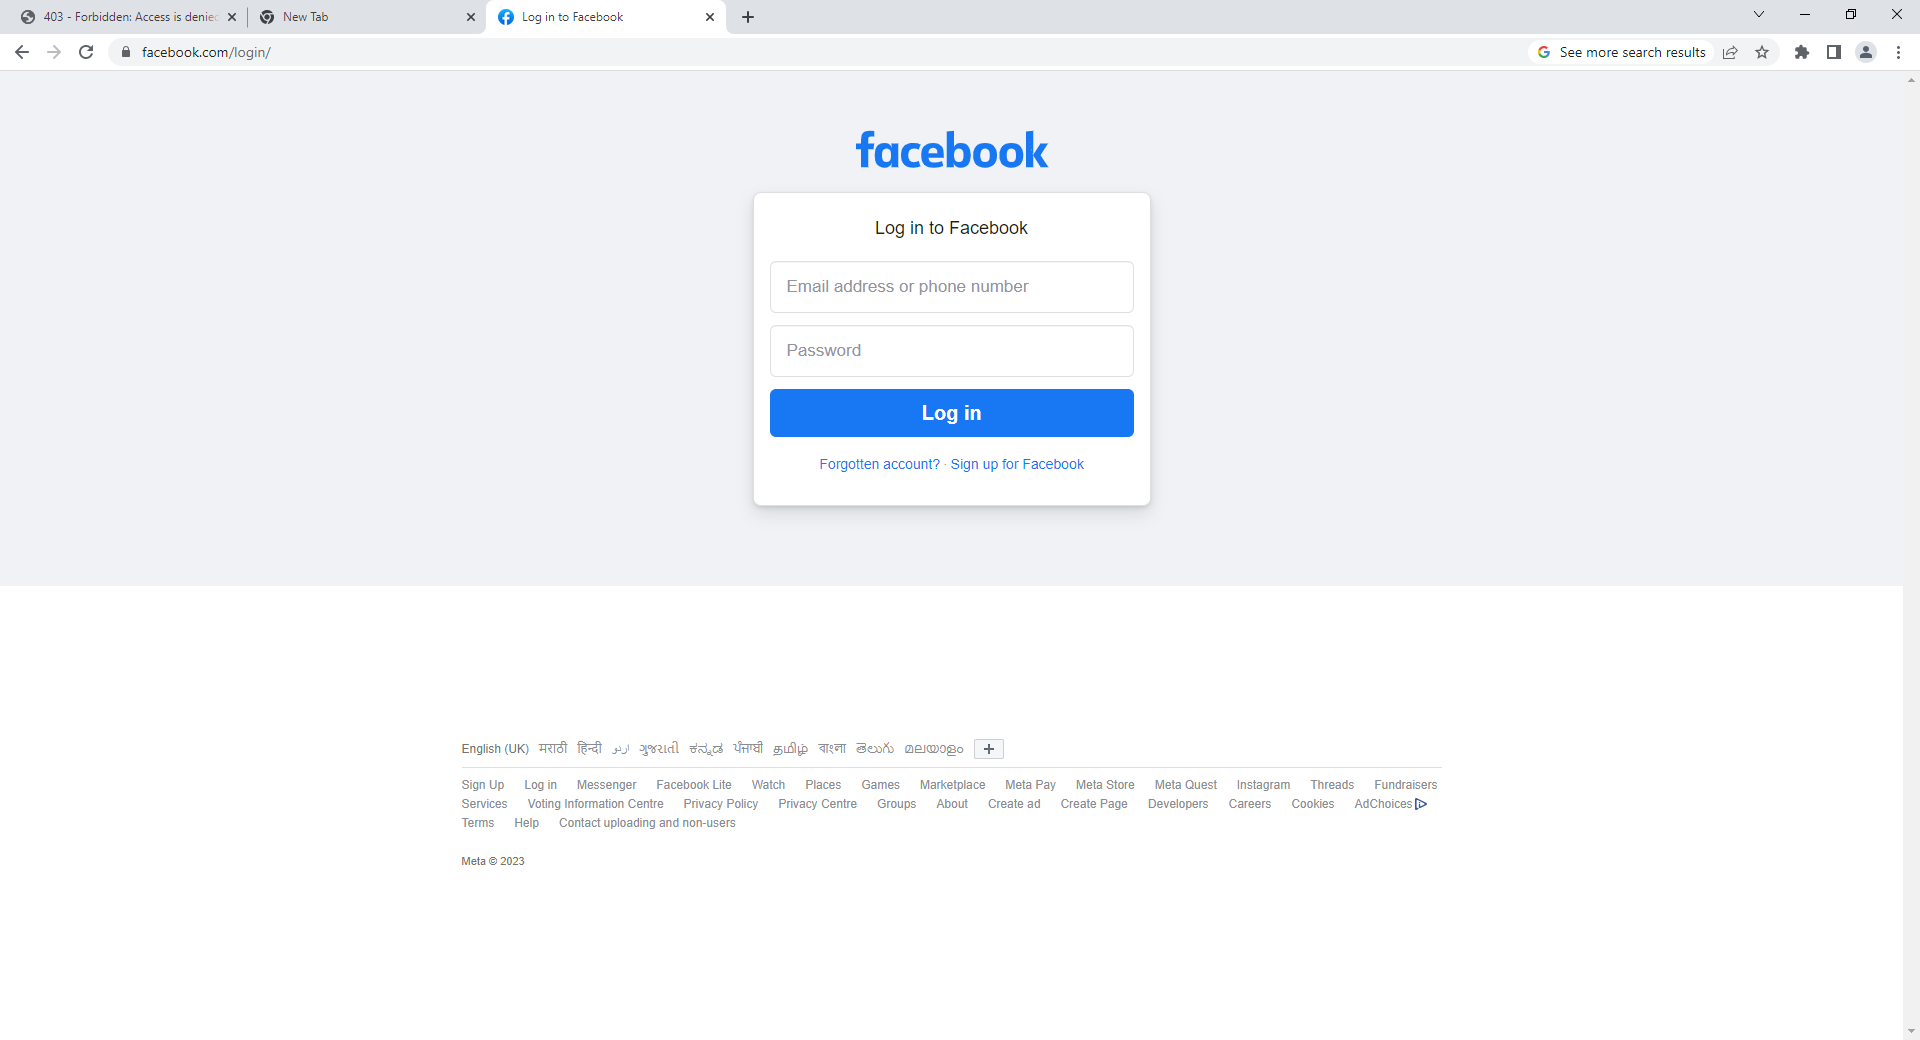 403 - Forbidden: Access is denied
New Tab
Log in to Facebook
facebook.com/login/
See more search results
facebook
Log in to Facebook
Email address or phone number
Password
Log in
Forgotten account? · Sign up for Facebook
English (UK) मराठी हिन्दी اردو ગુજરાતી ಕನ್ನಡ ਪੰਜਾਬੀ தமிழ் বাংলা తెలుగు മലയാളം
Sign Up Log in Messenger Facebook Lite Watch Places Games Marketplace Meta Pay Meta Store Meta Quest Instagram Threads Fundraisers
Services Voting Information Centre Privacy Policy Privacy Centre Groups About Create ad Create Page Developers Careers Cookies AdChoices
Terms Help Contact uploading and non-users
Meta © 2023